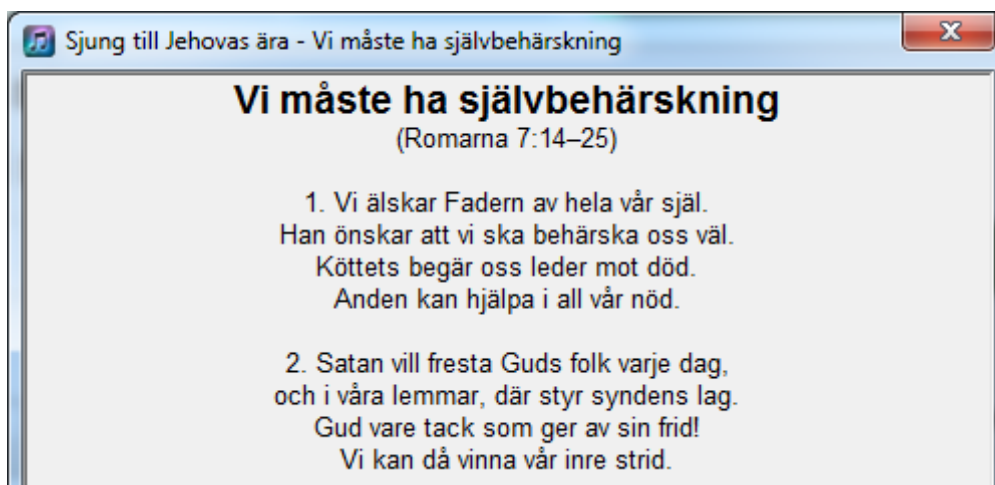 Sjung till Jehovas ära - Vi måste ha självbehärskning
Vi måste ha självbehärskning
(Romarna 7:14–25)
1. Vi älskar Fadern av hela vår själ.
Han önskar att vi ska behärska oss väl.
Köttets begär oss leder mot död.
Anden kan hjälpa i all vår nöd.
2. Satan vill fresta Guds folk varje dag,
och i våra lemmar, där styr syndens lag.
Gud vare tack som ger av sin frid!
Vi kan då vinna vår inre strid.